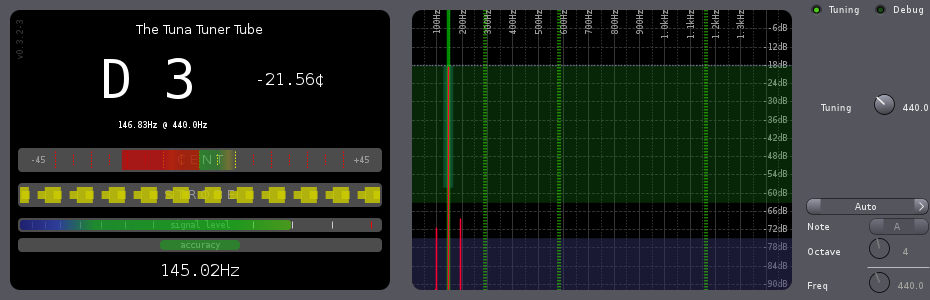 v0.3.2-3
The Tuna Tuner Tube
D 3
-21.56¢
146.83Hz @ 440.0Hz
-45
CENT
+45
STROBE
signal level
accuracy
145.02Hz
100Hz
200Hz
300Hz
400Hz
500Hz
600Hz
700Hz
800Hz
900Hz
1.0kHz
1.1kHz
1.2kHz
1.3kHz
-6dB
-12dB
-18dB
-24dB
-30dB
-36dB
-42dB
-48dB
-54dB
-60dB
-66dB
-72dB
-78dB
-84dB
-90dB
Tuning
Debug
Tuning
440.0
Auto
Note
A
Octave
4
Freq
440.0